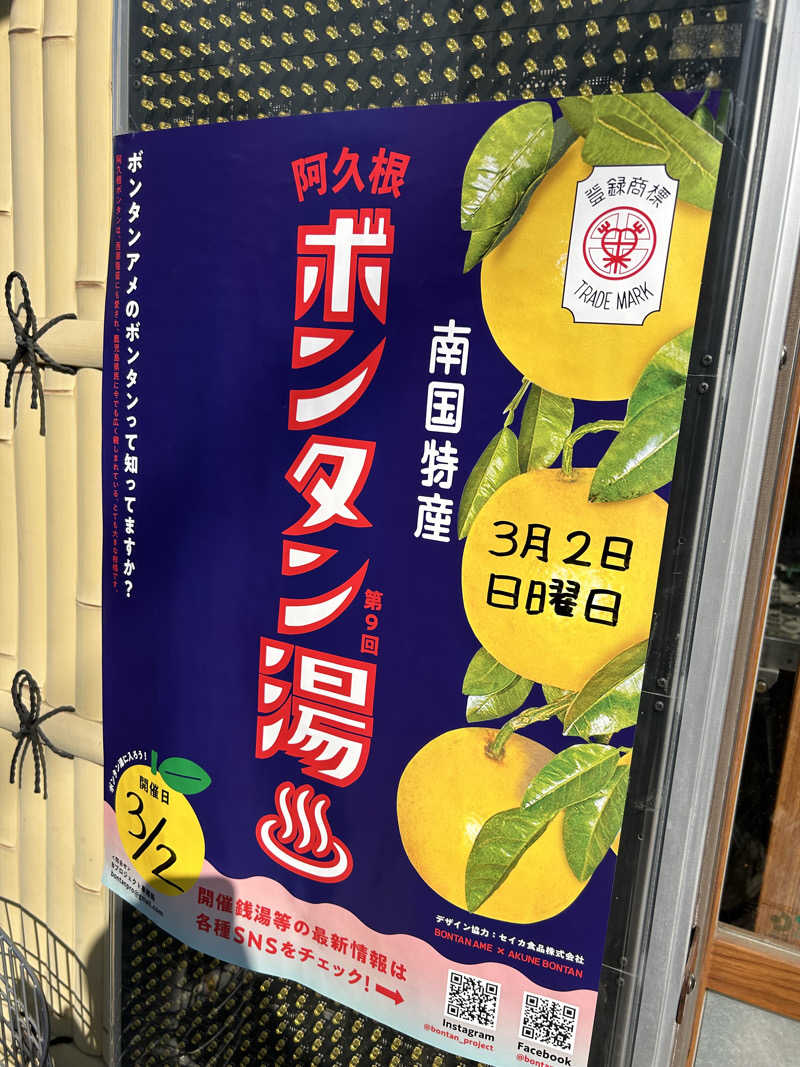 登録商標
TRADE MARK
阿久根
ボンタン湯
第9回
南国特産
3月2日
日曜日
ボンタンアメのボンタンって知ってますか？
ボンタン湯に入ろう！
開催日
3/2
開催銭湯等の最新情報は
各種SNSをチェック！→
デザイン協力：セイカ食品株式会社
BONTAN AME × AKUNE BONTAN
Instagram
@bontan_project
Facebook
@bontan